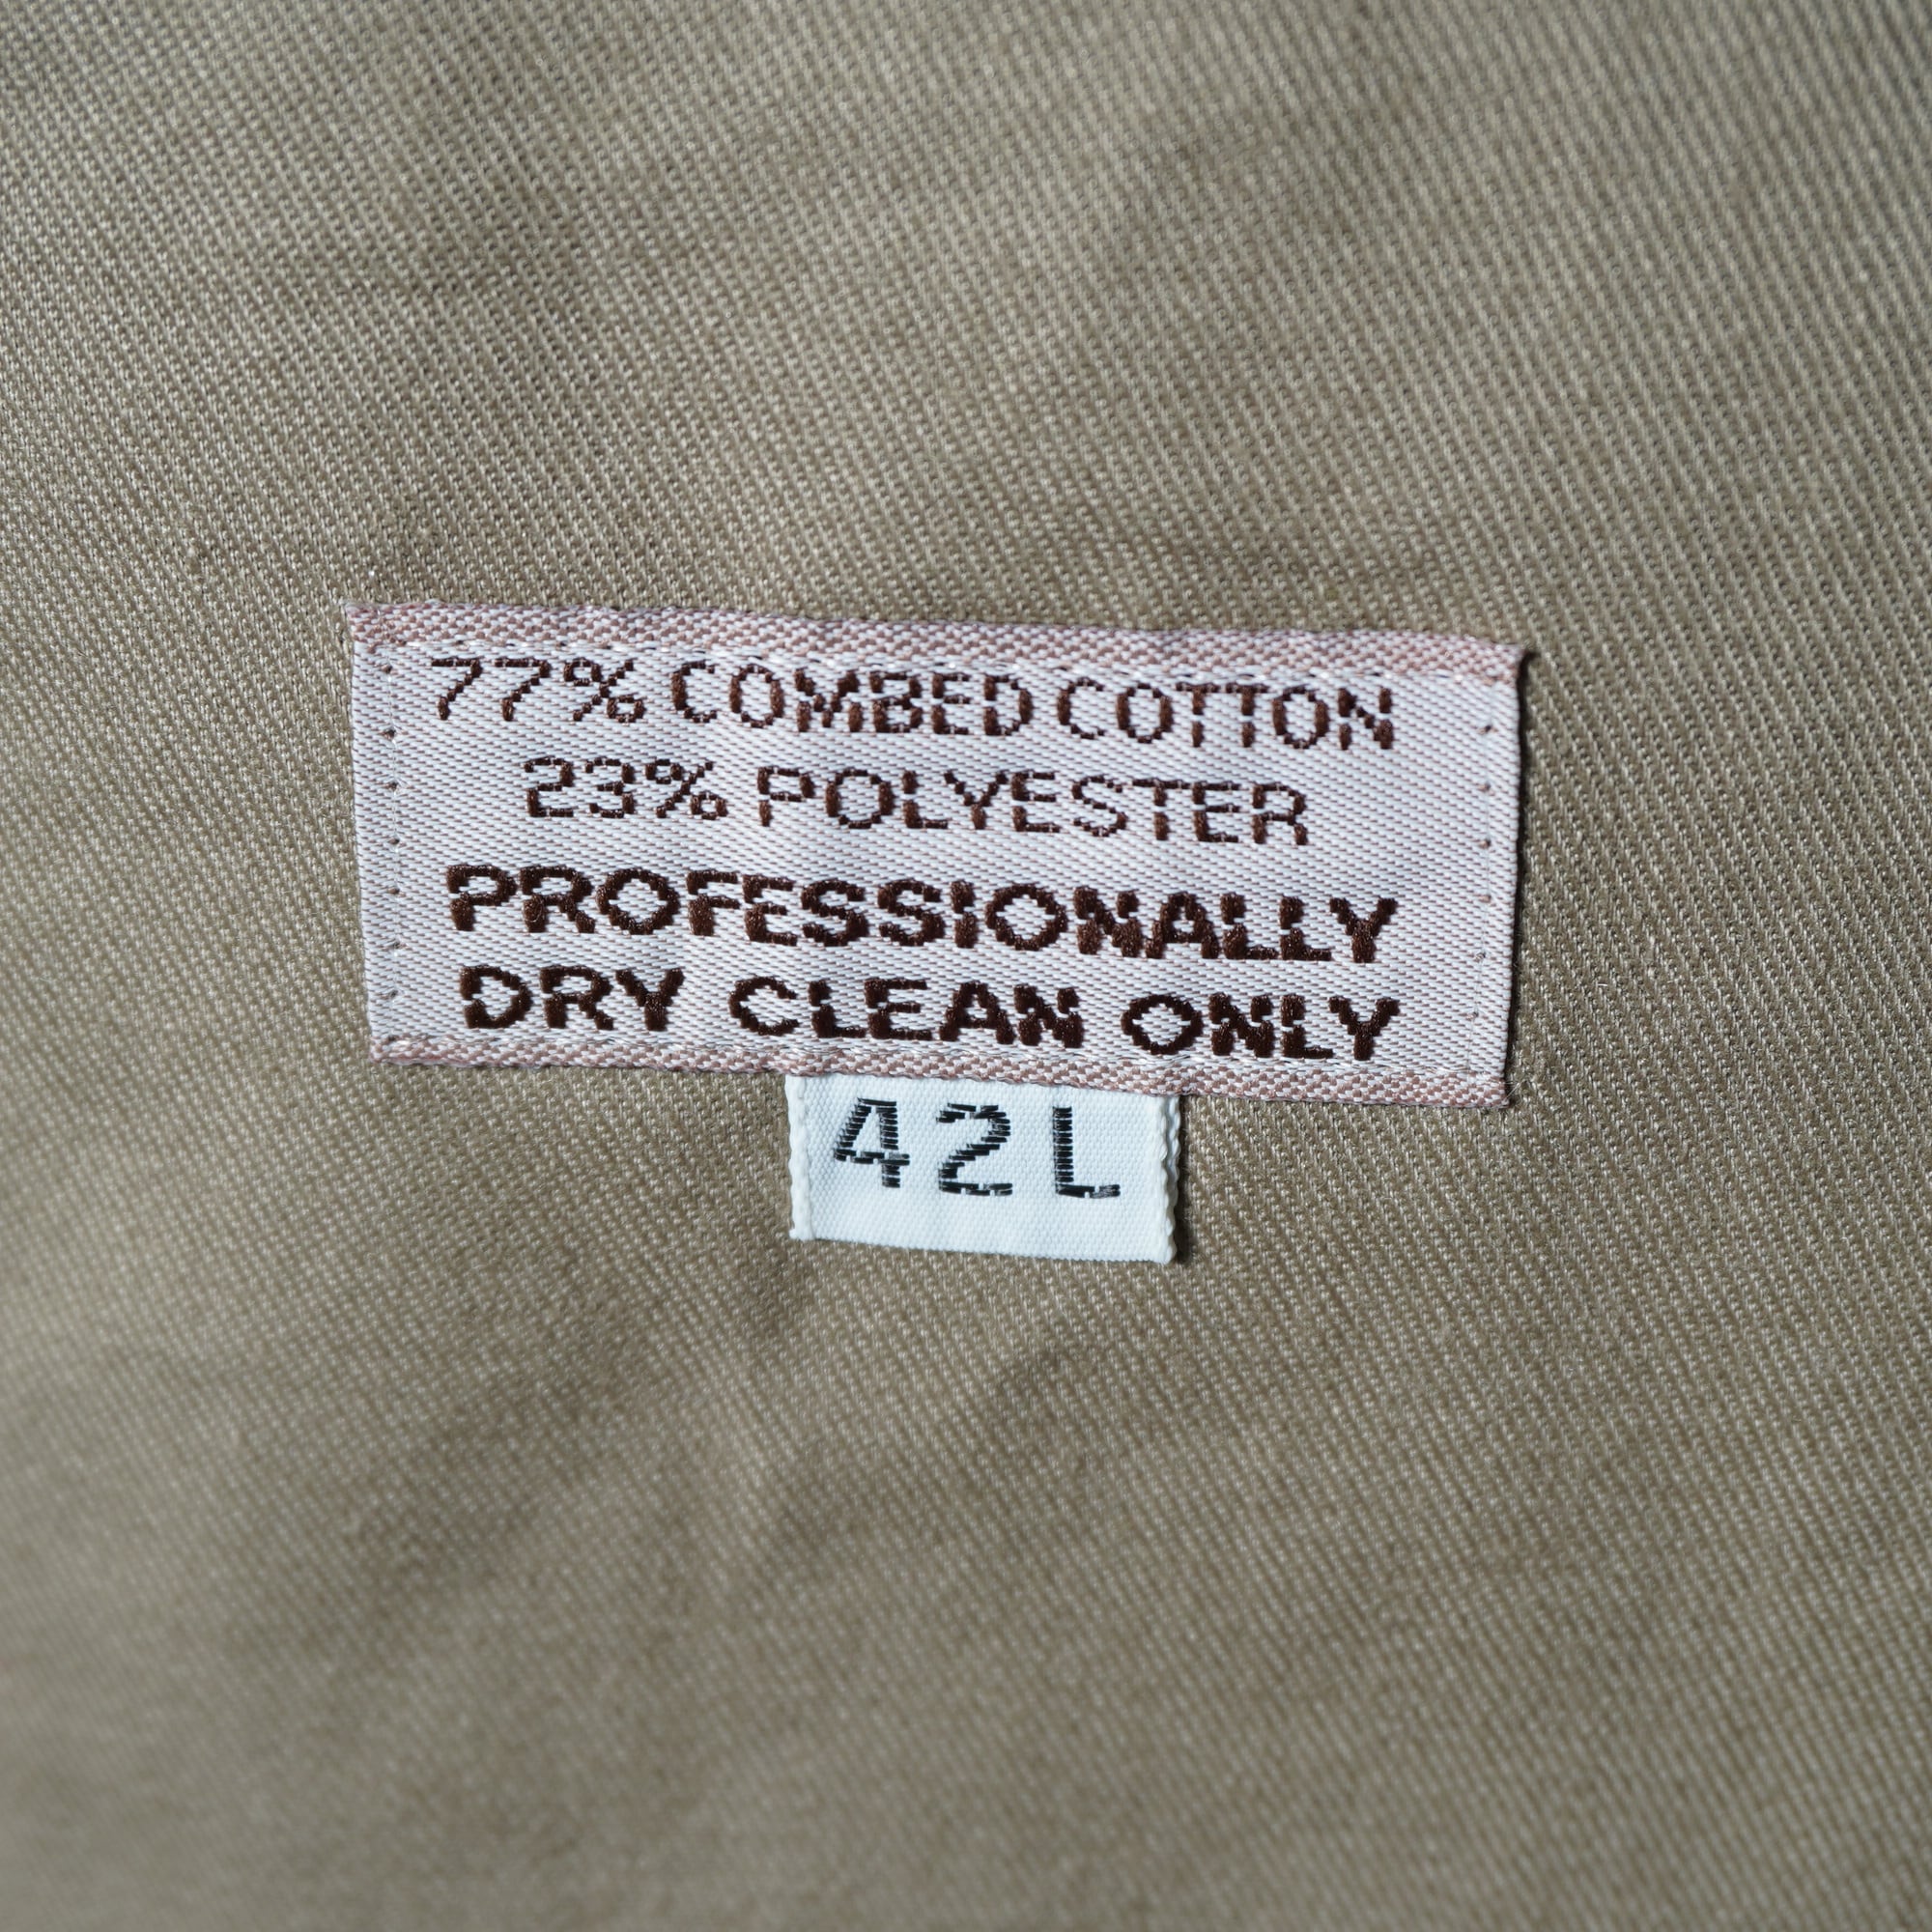 77% COMBED COTTON
23% POLYESTER
PROFESSIONALLY
DRY CLEAN ONLY
42L